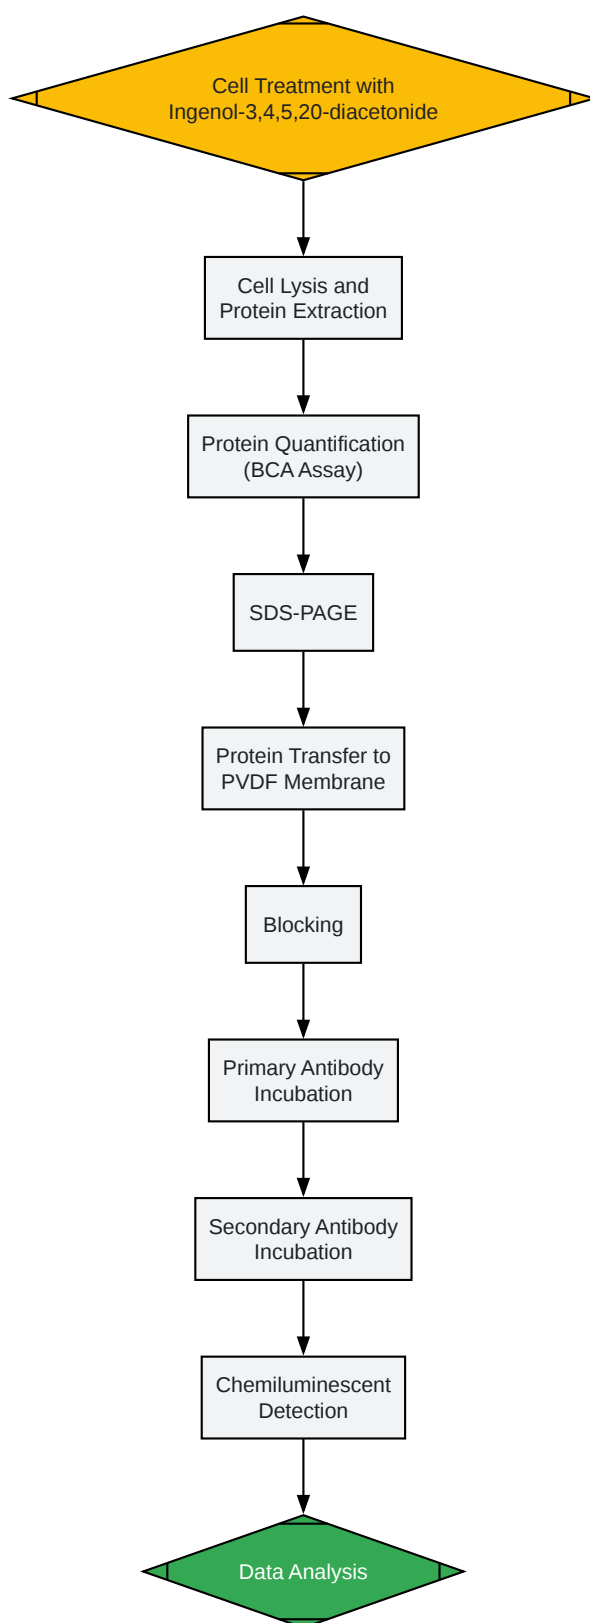 Cell Treatment with
Ingenol-3,4,5,20-diacetonide
Cell Lysis and
Protein Extraction
Protein Quantification
(BCA Assay)
SDS-PAGE
Protein Transfer to
PVDF Membrane
Blocking
Primary Antibody
Incubation
Secondary Antibody
Incubation
Chemiluminescent
Detection
Data Analysis